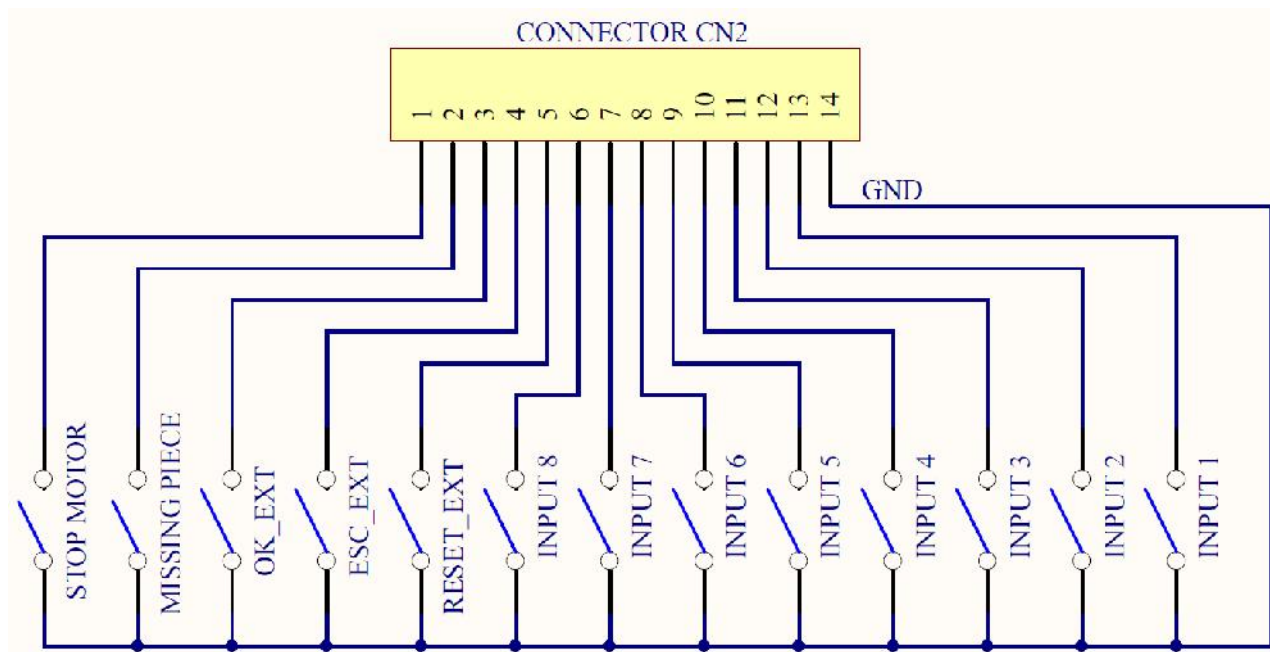 CONNECTOR CN2
1
2
3
4
5
6
7
8
9
10
11
12
13
14
GND
STOP MOTOR
MISSING PIECE
OK_EXT
ESC_EXT
RESET_EXT
INPUT 8
INPUT 7
INPUT 6
INPUT 5
INPUT 4
INPUT 3
INPUT 2
INPUT 1